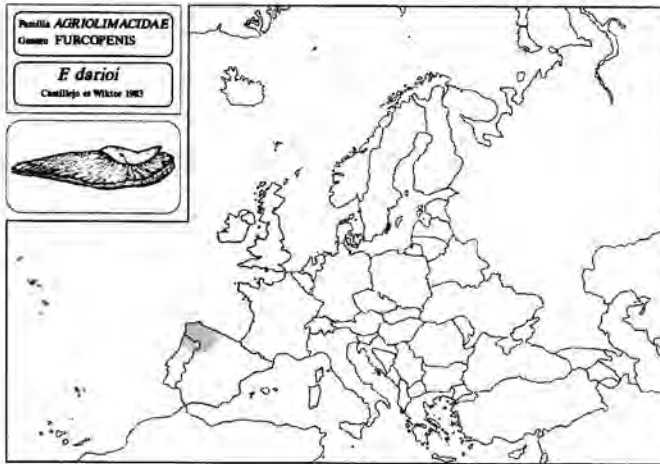 Familia AGRIOLIMACIDAE
Genero FURCOPENIS
F. darioi
Castillejo et Wiktor 1983